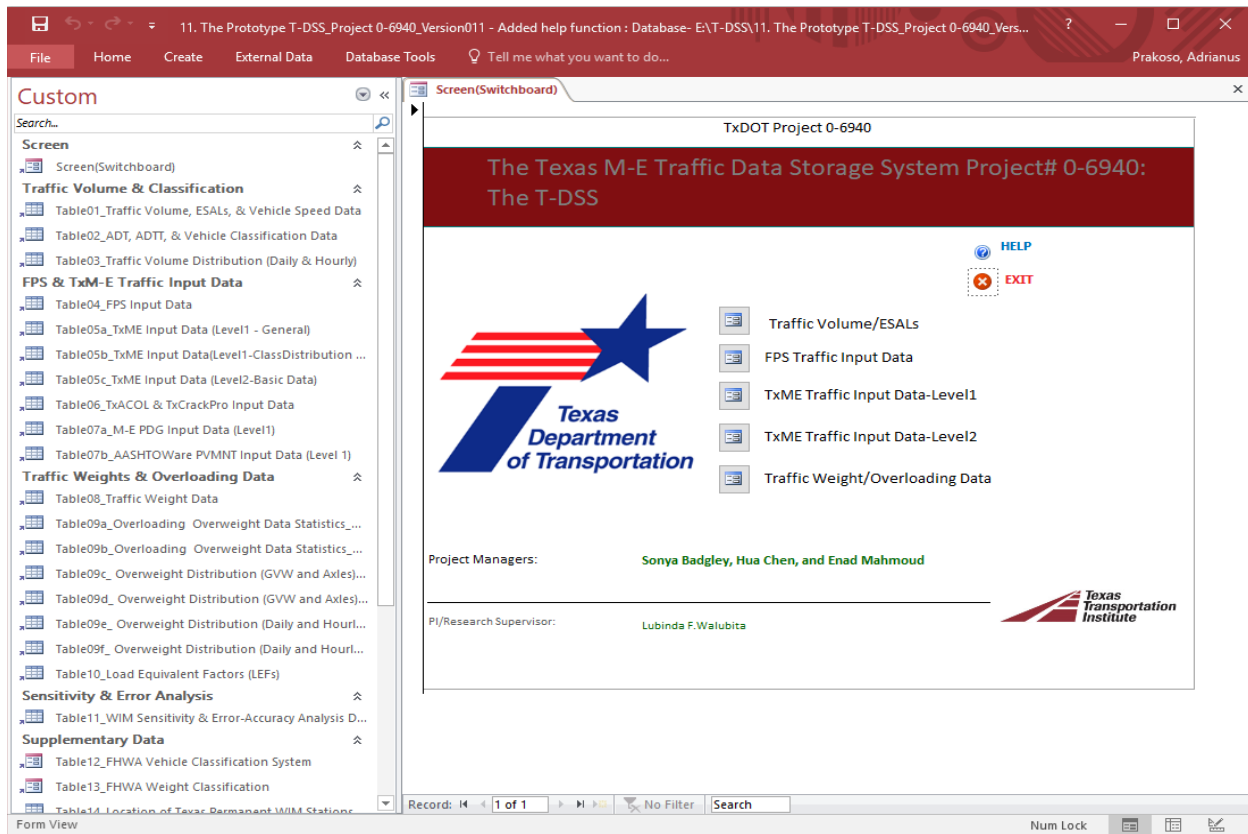 11. The Prototype T-DSS_Project 0-6940_Version011 - Added help function : Database- E:\T-DSS\11. The Prototype T-DSS_Project 0-6940_Vers...
?
File Home Create External Data Database Tools Tell me what you want to do... Prakoso, Adrianus
Custom
Search...
Screen
Screen(Switchboard)
Traffic Volume & Classification
Table01_Traffic Volume, ESALs, & Vehicle Speed Data
Table02_ADT, ADTT, & Vehicle Classification Data
Table03_Traffic Volume Distribution (Daily & Hourly)
FPS & TxM-E Traffic Input Data
Table04_FPS Input Data
Table05a_TxME Input Data (Level1 - General)
Table05b_TxME Input Data(Level1-ClassDistribution ...
Table05c_TxME Input Data (Level2-Basic Data)
Table06_TxACOL & TxCrackPro Input Data
Table07a_M-E PDG Input Data (Level1)
Table07b_AASHTOWare PVMNT Input Data (Level 1)
Traffic Weights & Overloading Data
Table08_Traffic Weight Data
Table09a_Overloading Overweight Data Statistics_...
Table09b_Overloading Overweight Data Statistics_...
Table09c_ Overweight Distribution (GVW and Axles)...
Table09d_ Overweight Distribution (GVW and Axles)...
Table09e_ Overweight Distribution (Daily and Hourl...
Table09f_ Overweight Distribution (Daily and Hourl...
Table10_Load Equivalent Factors (LEFs)
Sensitivity & Error Analysis
Table11_WIM Sensitivity & Error-Accuracy Analysis D...
Supplementary Data
Table12_FHWA Vehicle Classification System
Table13_FHWA Weight Classification
Table14_Location of Texas Permanent WIM Stations
Screen(Switchboard)
TxDOT Project 0-6940
The Texas M-E Traffic Data Storage System Project# 0-6940:
The T-DSS
HELP
EXIT
Texas
Department
of Transportation
Traffic Volume/ESALs
FPS Traffic Input Data
TxME Traffic Input Data-Level1
TxME Traffic Input Data-Level2
Traffic Weight/Overloading Data
Project Managers: Sonya Badgley, Hua Chen, and Enad Mahmoud
Texas
Transportation
Institute
PI/Research Supervisor: Lubinda F.Walubita
Record: 1 of 1 No Filter Search
Form View Num Lock